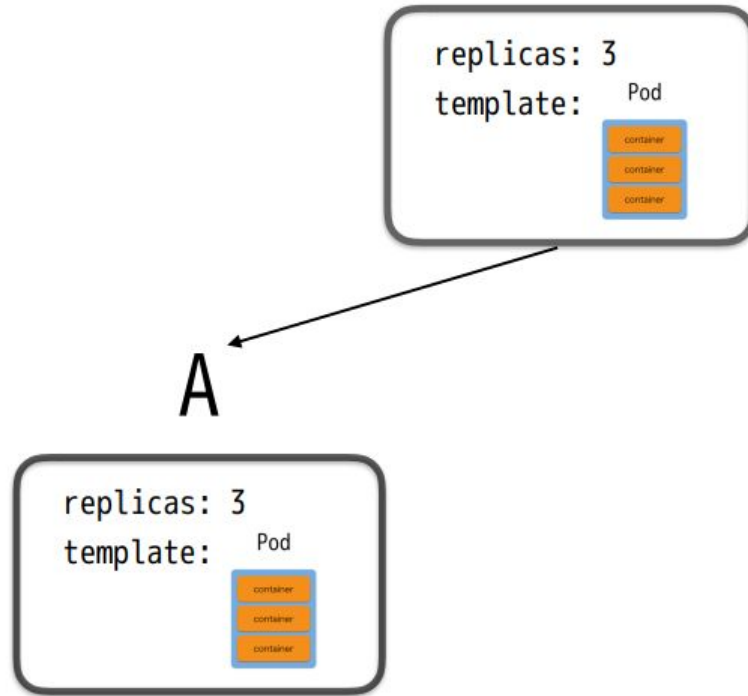 replicas: 3
template:
Pod
container
container
container
A
replicas: 3
template:
Pod
container
container
container